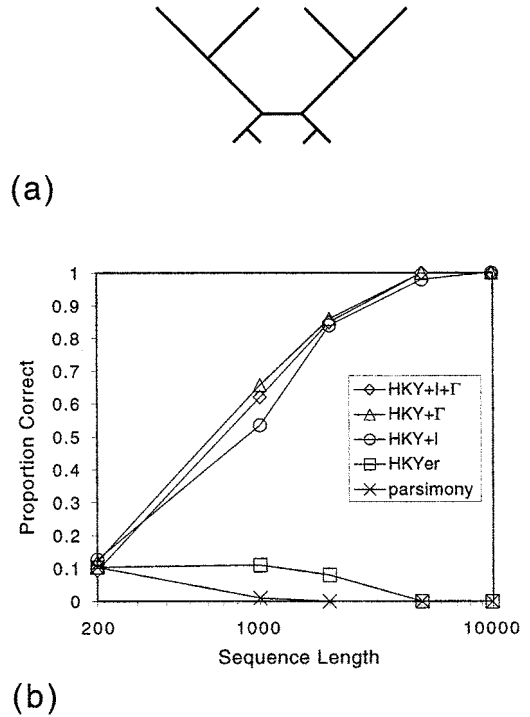 (a)
1
0.9
0.8
0.7
0.6
0.5
0.4
0.3
0.2
0.1
0
Proportion Correct
HKY+I+Γ
HKY+Γ
HKY+I
HKYer
parsimony
200 1000 10000
Sequence Length
(b)